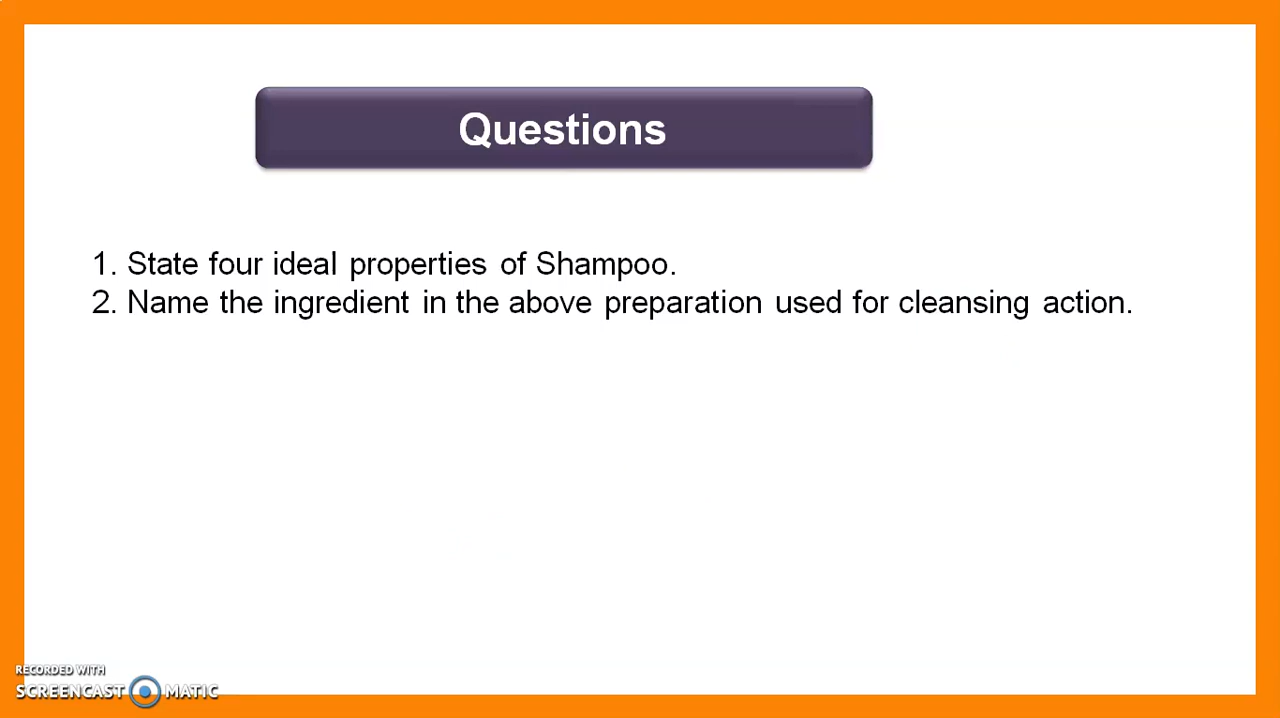 Questions
1. State four ideal properties of Shampoo.
2. Name the ingredient in the above preparation used for cleansing action.
RECORDED WITH
SCREENCAST MATIC